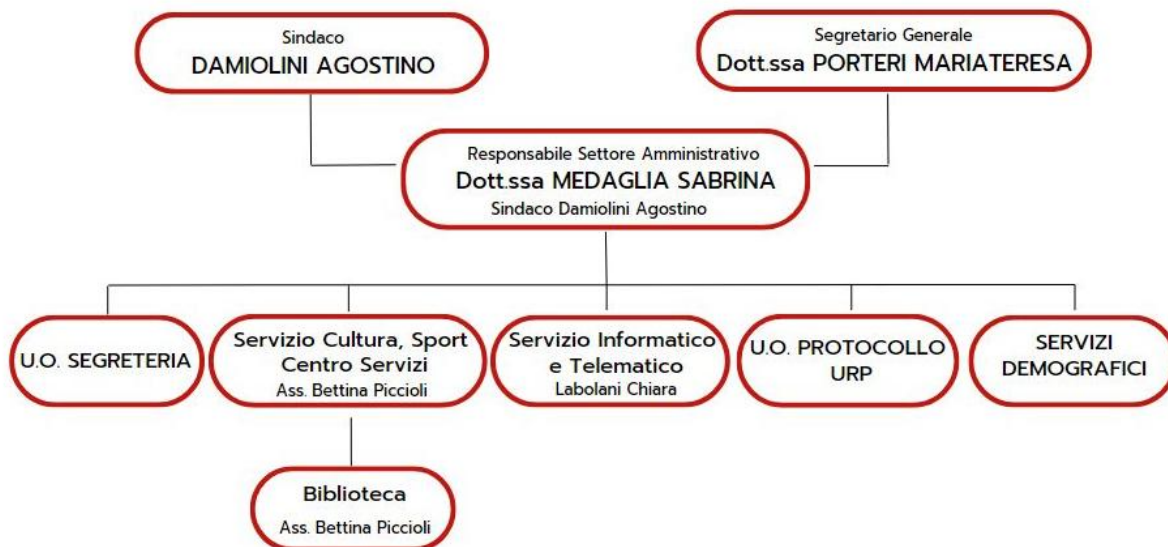 Sindaco
DAMIOLINI AGOSTINO
Segretario Generale
Dott.ssa PORTERI MARIATERESA
Responsabile Settore Amministrativo
Dott.ssa MEDAGLIA SABRINA
Sindaco Damiolini Agostino
U.O. SEGRETERIA
Servizio Cultura, Sport
Centro Servizi
Ass. Bettina Piccioli
Servizio Informatico
e Telematico
Labolani Chiara
U.O. PROTOCOLLO
URP
SERVIZI
DEMOGRAFICI
Biblioteca
Ass. Bettina Piccioli